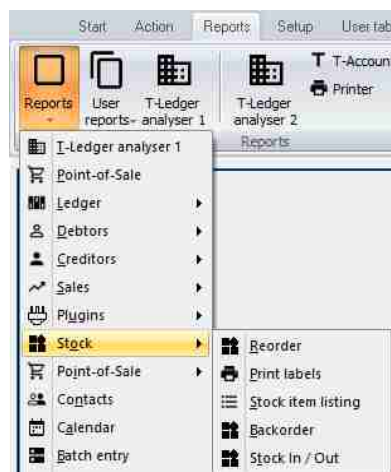 Start Action Reports Setup User tab
Reports User reports T-Ledger analyser 1 T-Ledger analyser 2 T-Accoun
Printer
Reports
T-Ledger analyser 1
Point-of-Sale
Ledger
Debtors
Creditors
Sales
Plugins
Stock
Reorder
Point-of-Sale
Print labels
Contacts
Stock item listing
Calendar
Backorder
Batch entry
Stock In / Out